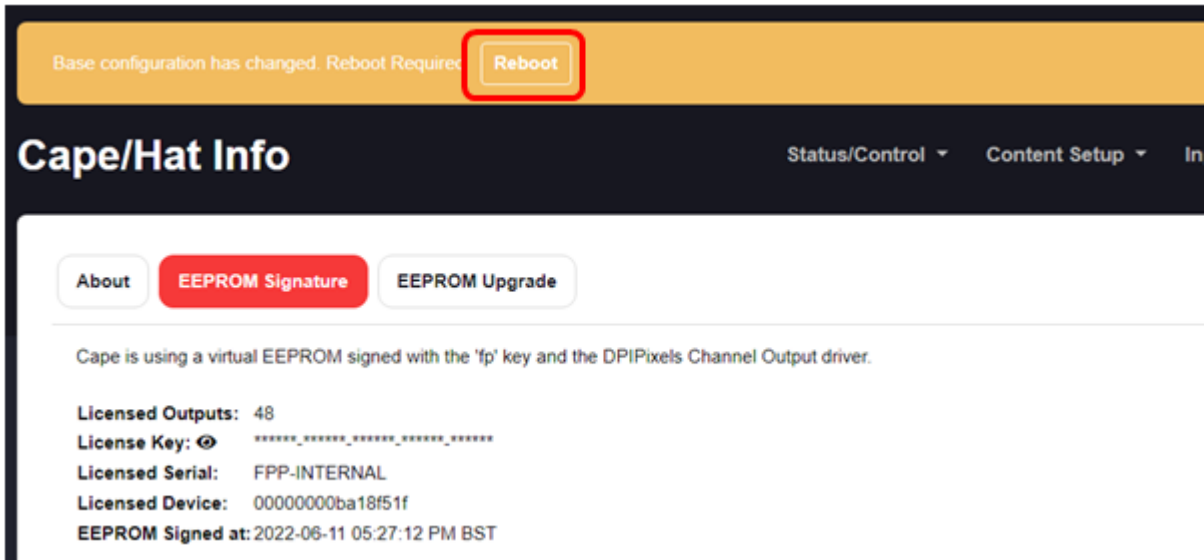 Base configuration has changed. Reboot Required Reboot
Cape/Hat Info
Status/Control Content Setup In
About EEPROM Signature EEPROM Upgrade
Cape is using a virtual EEPROM signed with the 'fp' key and the DPIPixels Channel Output driver.
Licensed Outputs: 48
License Key: ******-******-******-******-******
Licensed Serial: FPP-INTERNAL
Licensed Device: 00000000ba18f51f
EEPROM Signed at: 2022-06-11 05:27:12 PM BST